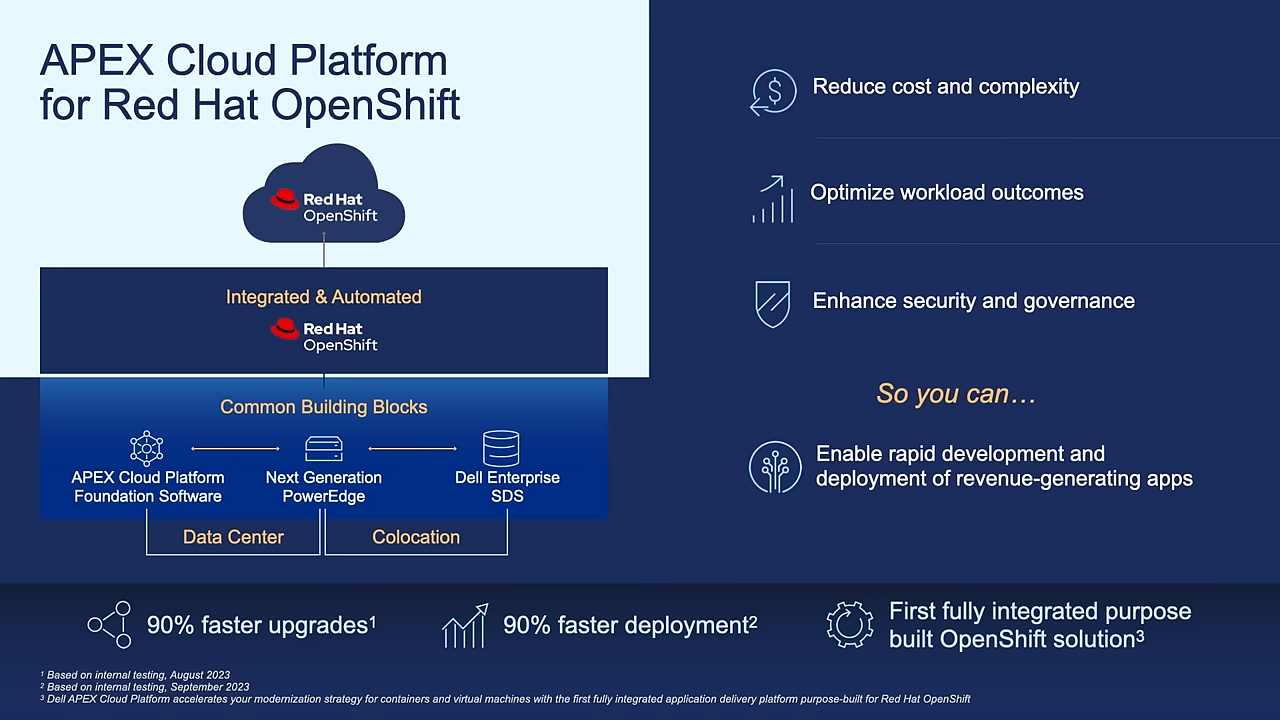 APEX Cloud Platform
for Red Hat OpenShift
Red Hat
OpenShift
Integrated & Automated
Red Hat
OpenShift
Common Building Blocks
APEX Cloud Platform
Foundation Software
Next Generation
PowerEdge
Dell Enterprise
SDS
Data Center
Colocation
$
Reduce cost and complexity
Optimize workload outcomes
Enhance security and governance
So you can…
Enable rapid development and
deployment of revenue-generating apps
90% faster upgrades¹
90% faster deployment²
First fully integrated purpose
built OpenShift solution³
¹ Based on internal testing, August 2023
² Based on internal testing, September 2023
³ Dell APEX Cloud Platform accelerates your modernization strategy for containers and virtual machines with the first fully integrated application delivery platform purpose-built for Red Hat OpenShift